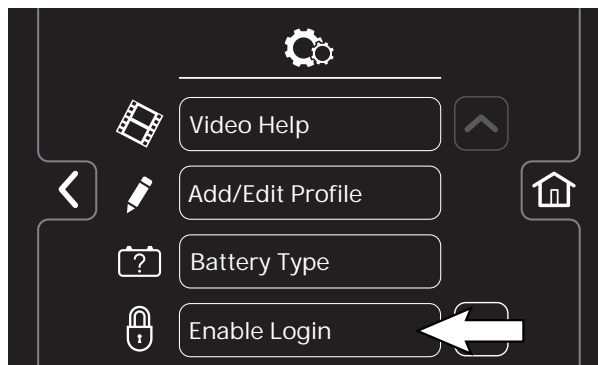 Video Help
Add/Edit Profile
Battery Type
?
Enable Login